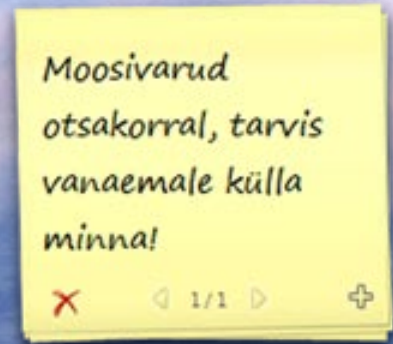 Moosivarud
otsakorral, tarvis
vanaemale külla
minna!
1/1